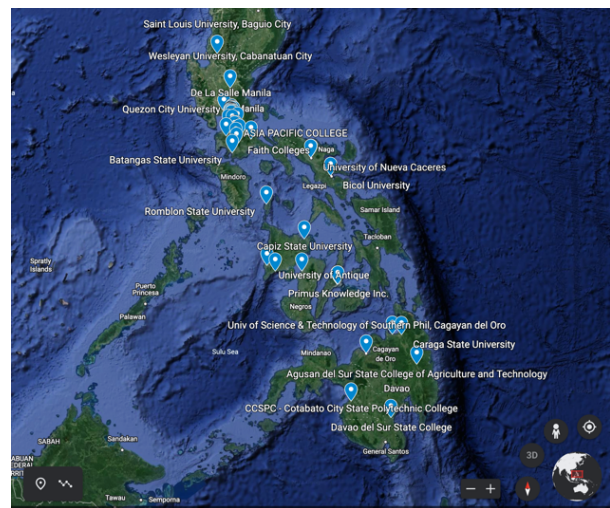 Saint Louis University, Baguio City
Wesleyan University, Cabanatuan City
De La Salle Manila
Quezon City University
Manila
ASIA PACIFIC COLLEGE
Faith Colleges
Naga
Batangas State University
University of Nueva Caceres
Mindoro
Legazpi
Bicol University
Romblon State University
Samar Island
Tacloban
Capiz State University
Spratly
Islands
University of Antique
Puerto
Princesa
Primus Knowledge Inc.
Negros
Palawan
Univ of Science & Technology of Southern Phil, Cagayan del Oro
Sulu Sea
Mindanao
Cagayan
de Oro
Caraga State University
Agusan del Sur State College of Agriculture and Technology
Davao
CCSPC - Cotabato City State Polytechnic College
Davao del Sur State College
SABAH
Sandakan
General Santos
3D
Tawau
Semporna